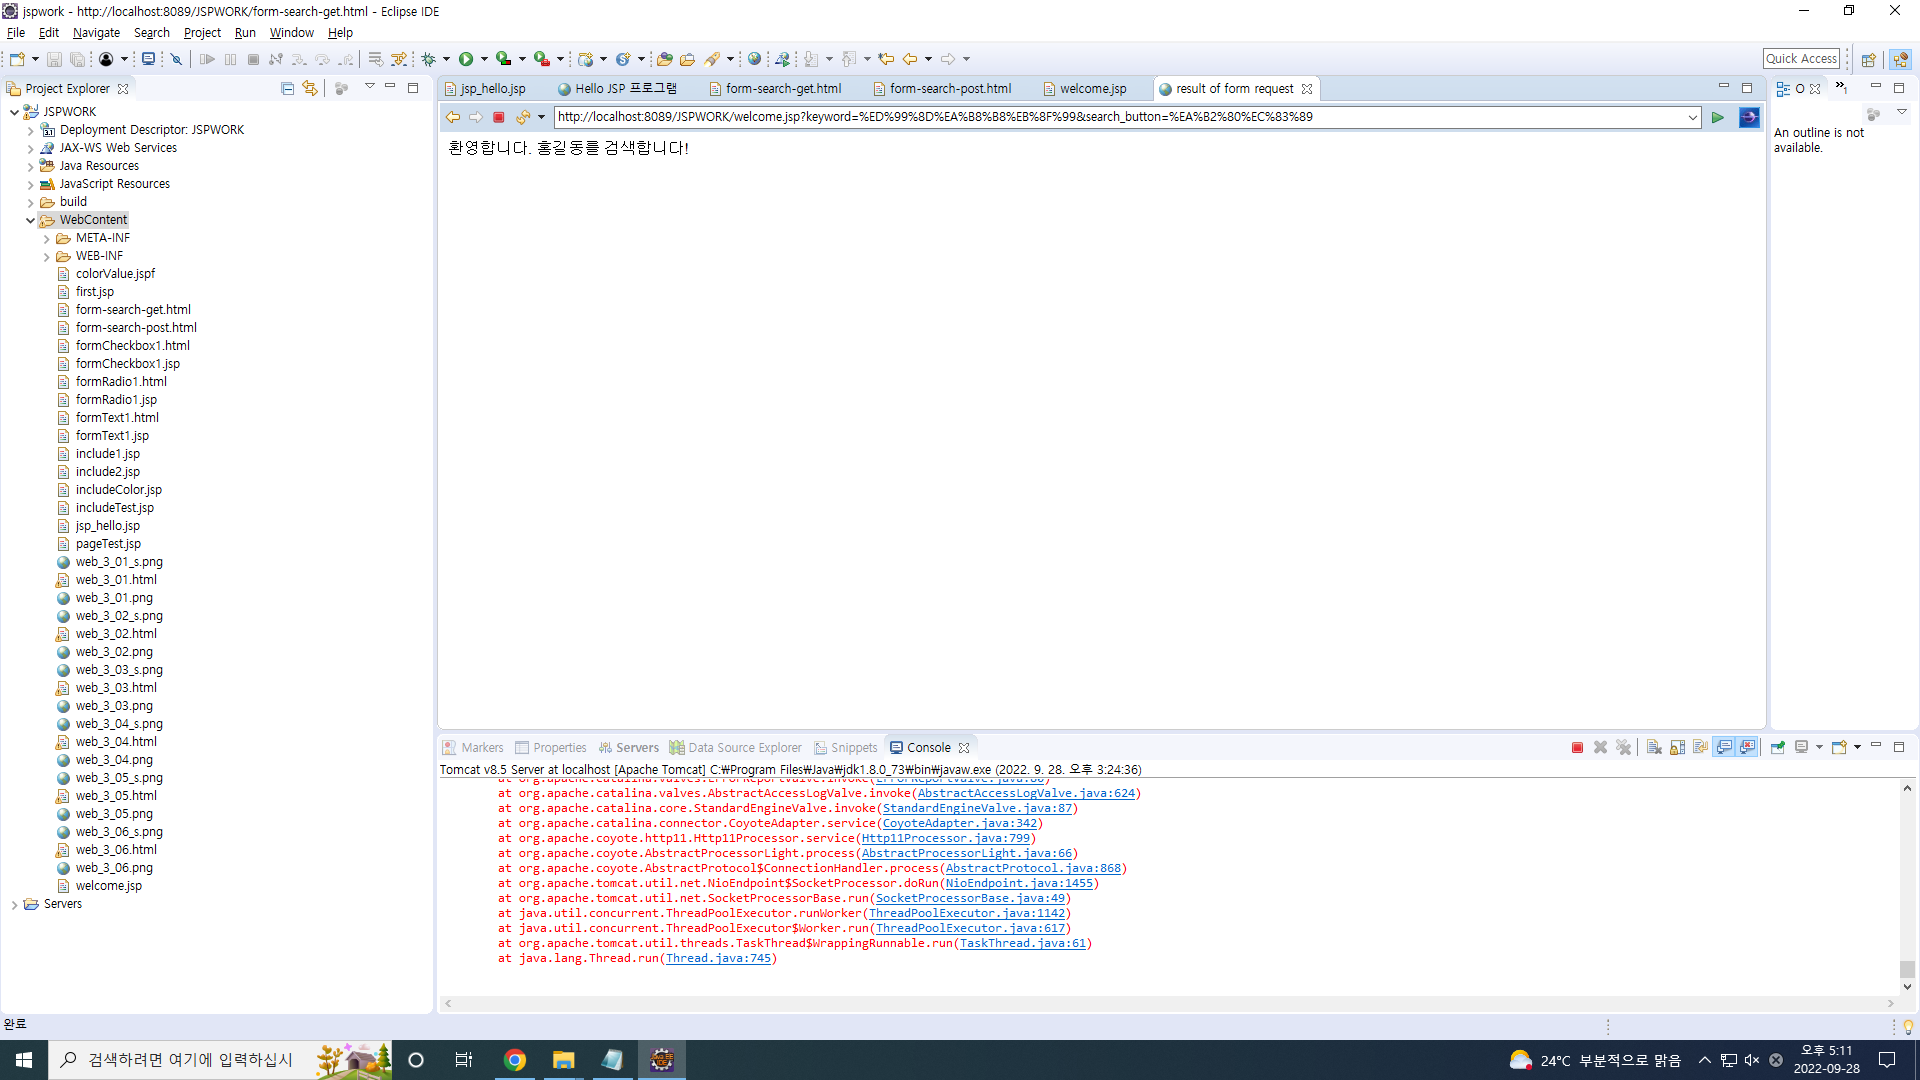 jspwork - http://localhost:8089/JSPWORK/form-search-get.html - Eclipse IDE
File Edit Navigate Search Project Run Window Help
Quick Access
Project Explorer
jsp_hello.jsp
Hello JSP 프로그램
form-search-get.html
form-search-post.html
welcome.jsp
result of form request
O
http://localhost:8089/JSPWORK/welcome.jsp?keyword=%ED%99%8D%EA%B8%B8%EB%8F%99&search_button=%EA%B2%80%EC%83%89
환영합니다. 홍길동를 검색합니다!
An outline is not
available.
JSPWORK
Deployment Descriptor: JSPWORK
JAX-WS Web Services
Java Resources
JavaScript Resources
build
WebContent
META-INF
WEB-INF
colorValue.jspf
first.jsp
form-search-get.html
form-search-post.html
formCheckbox1.html
formCheckbox1.jsp
formRadio1.html
formRadio1.jsp
formText1.html
formText1.jsp
include1.jsp
include2.jsp
includeColor.jsp
includeTest.jsp
jsp_hello.jsp
pageTest.jsp
web_3_01_s.png
web_3_01.html
web_3_01.png
web_3_02_s.png
web_3_02.html
web_3_02.png
web_3_03_s.png
web_3_03.html
web_3_03.png
web_3_04_s.png
web_3_04.html
web_3_04.png
web_3_05_s.png
web_3_05.html
web_3_05.png
web_3_06_s.png
web_3_06.html
web_3_06.png
welcome.jsp
Servers
Markers Properties Servers Data Source Explorer Snippets Console
Tomcat v8.5 Server at localhost [Apache Tomcat] C:₩Program Files₩Java₩jdk1.8.0_73₩bin₩javaw.exe (2022. 9. 28. 오후 3:24:36)
at org.apache.catalina.valves.ErrorReportValve.invoke(ErrorReportValve.java:88)
at org.apache.catalina.valves.AbstractAccessLogValve.invoke(AbstractAccessLogValve.java:624)
at org.apache.catalina.core.StandardEngineValve.invoke(StandardEngineValve.java:87)
at org.apache.catalina.connector.CoyoteAdapter.service(CoyoteAdapter.java:342)
at org.apache.coyote.http11.Http11Processor.service(Http11Processor.java:799)
at org.apache.coyote.AbstractProcessorLight.process(AbstractProcessorLight.java:66)
at org.apache.coyote.AbstractProtocol$ConnectionHandler.process(AbstractProtocol.java:868)
at org.apache.tomcat.util.net.NioEndpoint$SocketProcessor.doRun(NioEndpoint.java:1455)
at org.apache.tomcat.util.net.SocketProcessorBase.run(SocketProcessorBase.java:49)
at java.util.concurrent.ThreadPoolExecutor.runWorker(ThreadPoolExecutor.java:1142)
at java.util.concurrent.ThreadPoolExecutor$Worker.run(ThreadPoolExecutor.java:617)
at org.apache.tomcat.util.threads.TaskThread$WrappingRunnable.run(TaskThread.java:61)
at java.lang.Thread.run(Thread.java:745)
완료
검색하려면 여기에 입력하십시
24°C 부분적으로 맑음
오후 5:11
2022-09-28